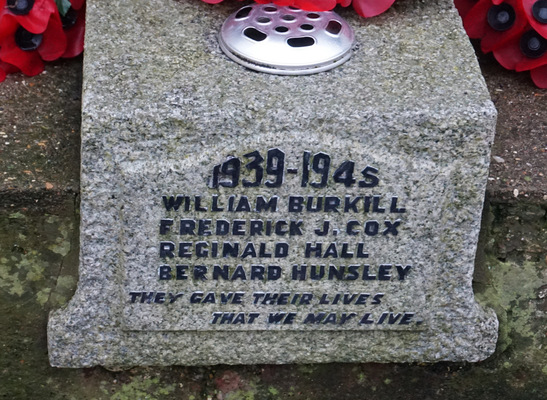 1939-1945
WILLIAM BURKILL
FREDERICK J. COX
REGINALD HALL
BERNARD HUNSLEY
THEY GAVE THEIR LIVES
THAT WE MAY LIVE.